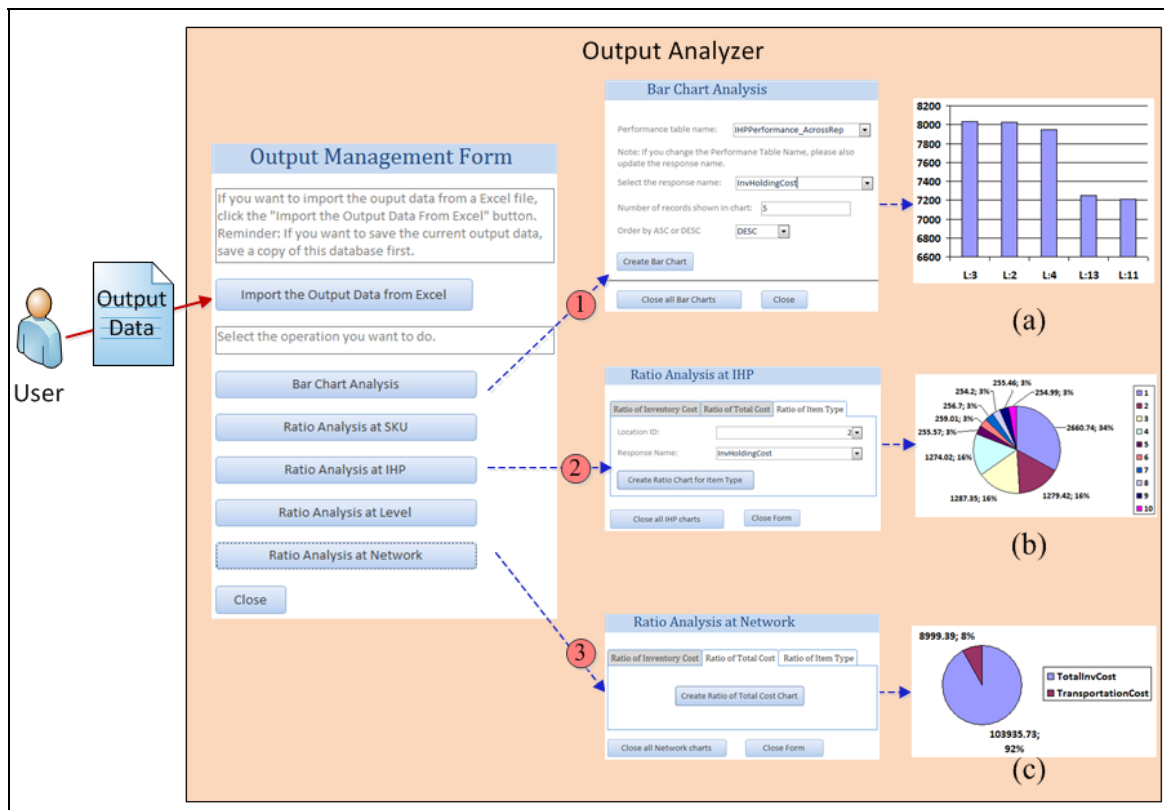 Output Analyzer
User
Output
Data
Output Management Form
If you want to import the ouput data from a Excel file,
click the "Import the Output Data From Excel" button.
Reminder: If you want to save the current output data,
save a copy of this database first.
Import the Output Data from Excel
Select the operation you want to do.
Bar Chart Analysis
Ratio Analysis at SKU
Ratio Analysis at IHP
Ratio Analysis at Level
Ratio Analysis at Network
Close
1
Bar Chart Analysis
Performance table name: IHPPerformance_AcrossRep
Note: If you change the Performane Table Name, please also
update the response name.
Select the response name: InvHoldingCost
Number of records shown in chart: 5
Order by ASC or DESC DESC
Create Bar Chart
Close all Bar Charts Close
8200
8000
7800
7600
7400
7200
7000
6800
6600
L:3 L:2 L:4 L:13 L:11
(a)
2
Ratio Analysis at IHP
Ratio of Inventory Cost Ratio of Total Cost Ratio of Item Type
Location ID: 2
Response Name: InvHoldingCost
Create Ratio Chart for Item Type
Close all IHP charts Close Form
255.46; 3%
254.2; 3% 254.99; 3%
256.7; 3%
259.01; 3%
255.57; 3%
2660.74; 34%
1274.02; 16%
1287.35; 16%
1279.42; 16%
1
2
3
4
5
6
7
8
9
10
(b)
3
Ratio Analysis at Network
Ratio of Inventory Cost Ratio of Total Cost Ratio of Item Type
Create Ratio of Total Cost Chart
Close all Network charts Close Form
8999.39; 8%
TotalInvCost
TransportationCost
103935.73;
92%
(c)